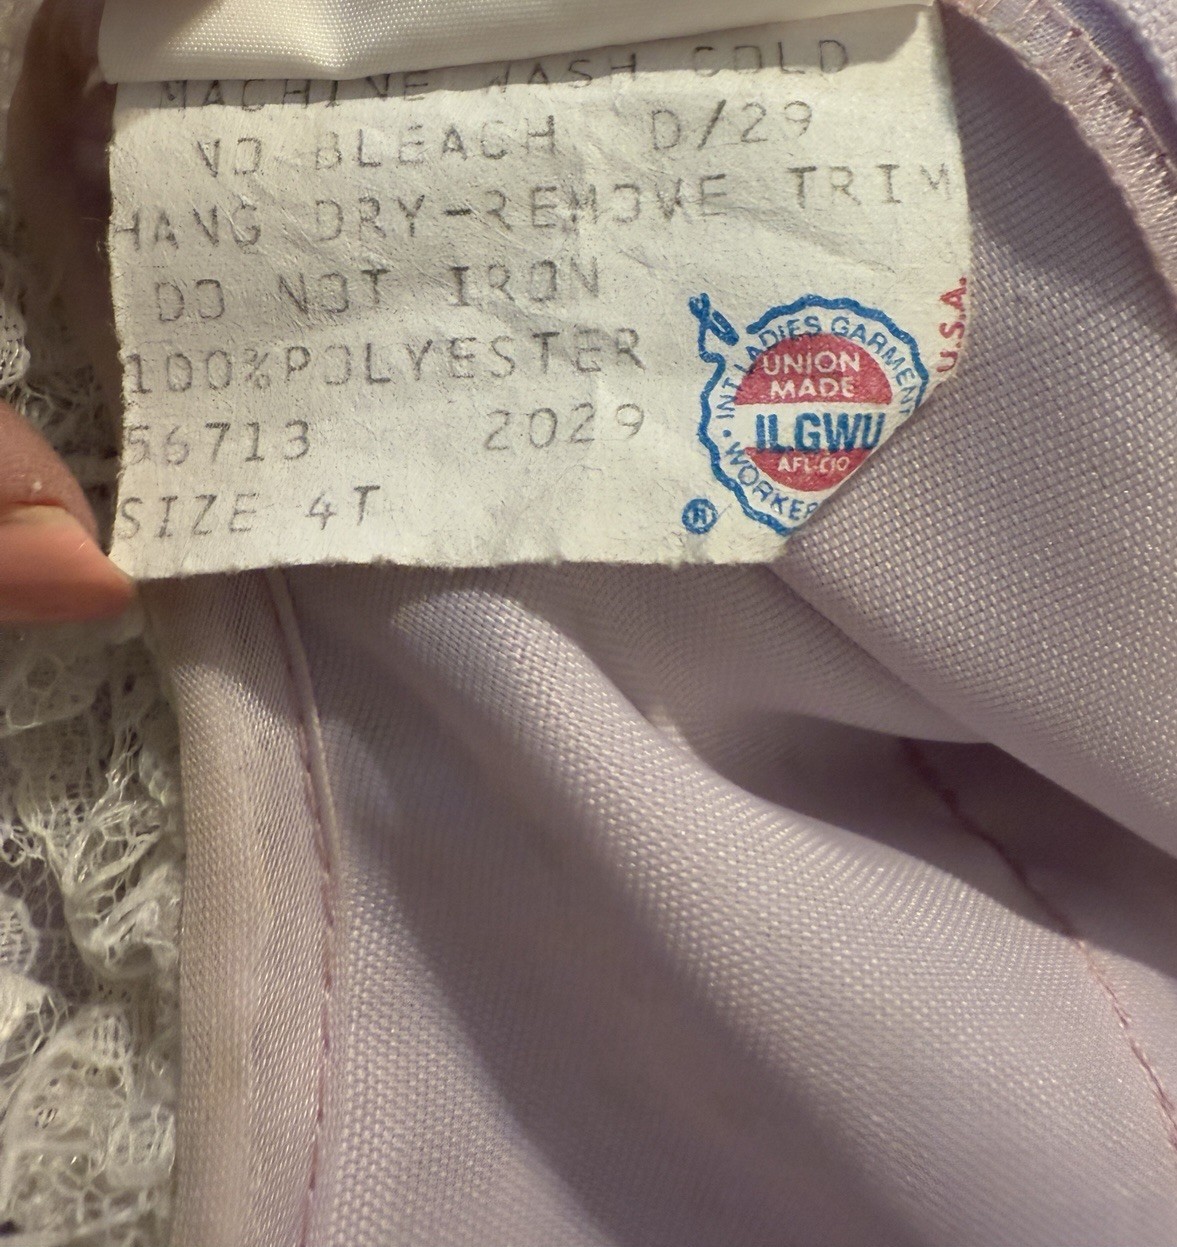 MACHINE WASH COLD
NO BLEACH D/29
HANG DRY-REMOVE TRIM
DO NOT IRON
100%POLYESTER
56713 2029
SIZE 4T
INT'L LADIES GARMENT WORKERS
UNION
MADE
ILGWU
AFL-CIO
®
U.S.A.